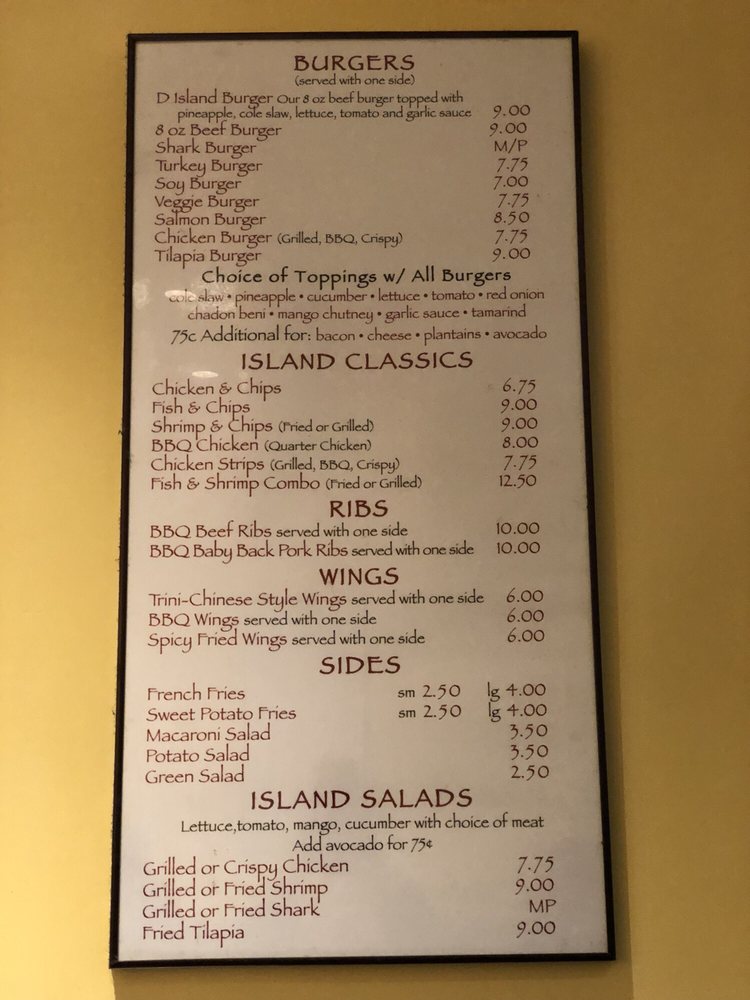 BURGERS
(served with one side)
D Island Burger Our 8 oz beef burger topped with
pineapple, cole slaw, lettuce, tomato and garlic sauce 9.00
8 oz Beef Burger 9.00
Shark Burger M/P
Turkey Burger 7.75
Soy Burger 7.00
Veggie Burger 7.75
Salmon Burger 8.50
Chicken Burger (Grilled, BBQ, Crispy) 7.75
Tilapia Burger 9.00
Choice of Toppings w/ All Burgers
cole slaw • pineapple • cucumber • lettuce • tomato • red onion
chadon beni • mango chutney • garlic sauce • tamarind
75c Additional for: bacon • cheese • plantains • avocado
ISLAND CLASSICS
Chicken & Chips 6.75
Fish & Chips 9.00
Shrimp & Chips (Fried or Grilled) 9.00
BBQ Chicken (Quarter Chicken) 8.00
Chicken Strips (Grilled, BBQ, Crispy) 7.75
Fish & Shrimp Combo (Fried or Grilled) 12.50
RIBS
BBQ Beef Ribs served with one side 10.00
BBQ Baby Back Pork Ribs served with one side 10.00
WINGS
Trini-Chinese Style Wings served with one side 6.00
BBQ Wings served with one side 6.00
Spicy Fried Wings served with one side 6.00
SIDES
French Fries sm 2.50 lg 4.00
Sweet Potato Fries sm 2.50 lg 4.00
Macaroni Salad 3.50
Potato Salad 3.50
Green Salad 2.50
ISLAND SALADS
Lettuce,tomato, mango, cucumber with choice of meat
Add avocado for 75¢
Grilled or Crispy Chicken 7.75
Grilled or Fried Shrimp 9.00
Grilled or Fried Shark MP
Fried Tilapia 9.00